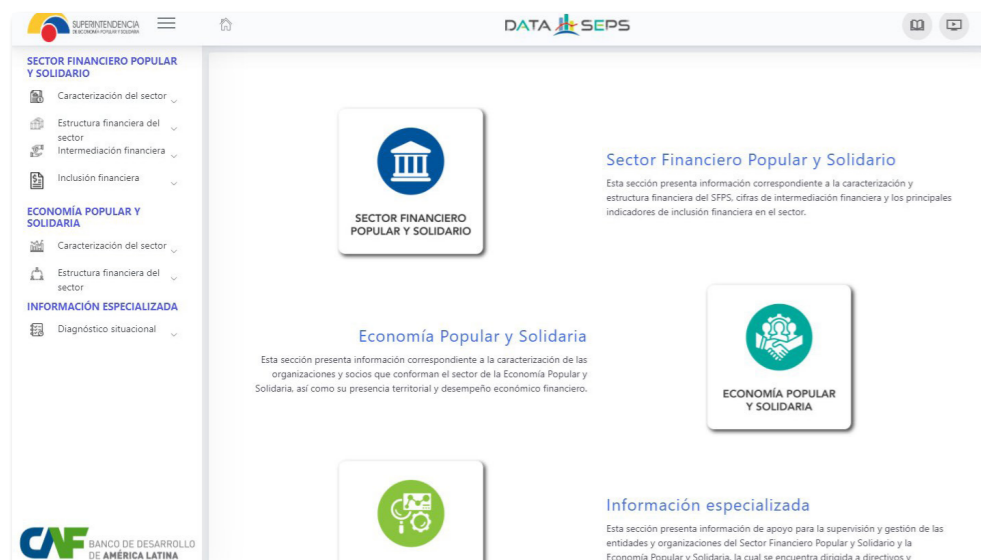 SUPERINTENDENCIA
DE ECONOMÍA POPULAR Y SOLIDARIA
DATA SEPS
SECTOR FINANCIERO POPULAR
Y SOLIDARIO
Caracterización del sector
Estructura financiera del
sector
Intermediación financiera
Inclusión financiera
ECONOMÍA POPULAR Y
SOLIDARIA
Caracterización del sector
Estructura financiera del
sector
INFORMACIÓN ESPECIALIZADA
Diagnóstico situacional
CAF
BANCO DE DESARROLLO
DE AMÉRICA LATINA
SECTOR FINANCIERO
POPULAR Y SOLIDARIO
Sector Financiero Popular y Solidario
Esta sección presenta información correspondiente a la caracterización y
estructura financiera del SFPS, cifras de intermediación financiera y los principales
indicadores de inclusión financiera en el sector.
Economía Popular y Solidaria
Esta sección presenta información correspondiente a la caracterización de las
organizaciones y socios que conforman el sector de la Economía Popular y
Solidaria, así como su presencia territorial y desempeño económico financiero.
ECONOMÍA POPULAR
Y SOLIDARIA
Información especializada
Esta sección presenta información de apoyo para la supervisión y gestión de las
entidades y organizaciones del Sector Financiero Popular y Solidario y la
Economía Popular y Solidaria, la cual se encuentra dirigida a directivos y